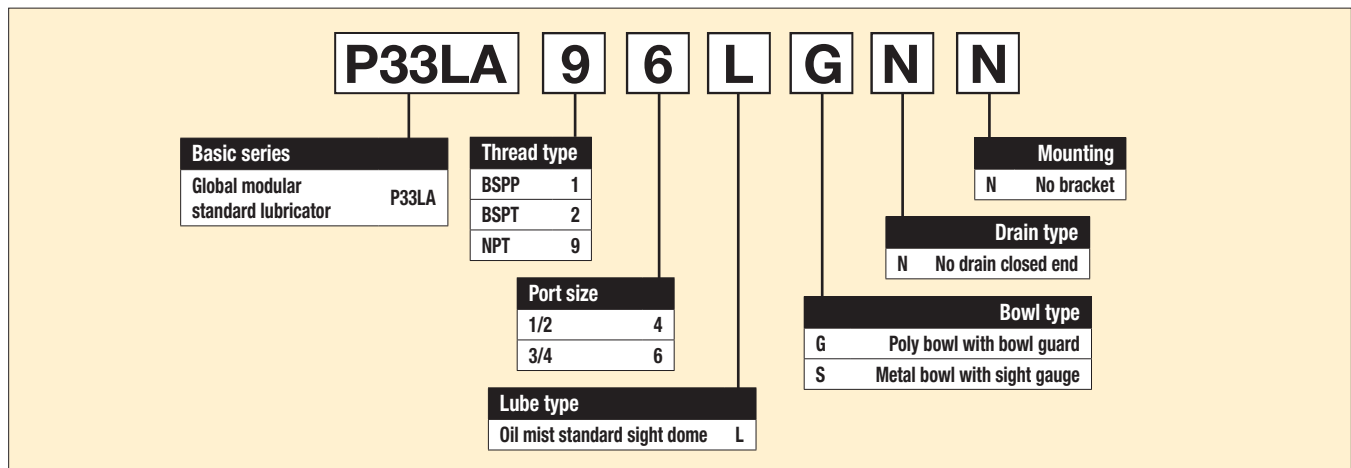 P33LA 9 6 L G N N
Basic series
Global modular
standard lubricator P33LA
Thread type
BSPP 1
BSPT 2
NPT 9
Port size
1/2 4
3/4 6
Lube type
Oil mist standard sight dome L
Mounting
N No bracket
Drain type
N No drain closed end
Bowl type
G Poly bowl with bowl guard
S Metal bowl with sight gauge